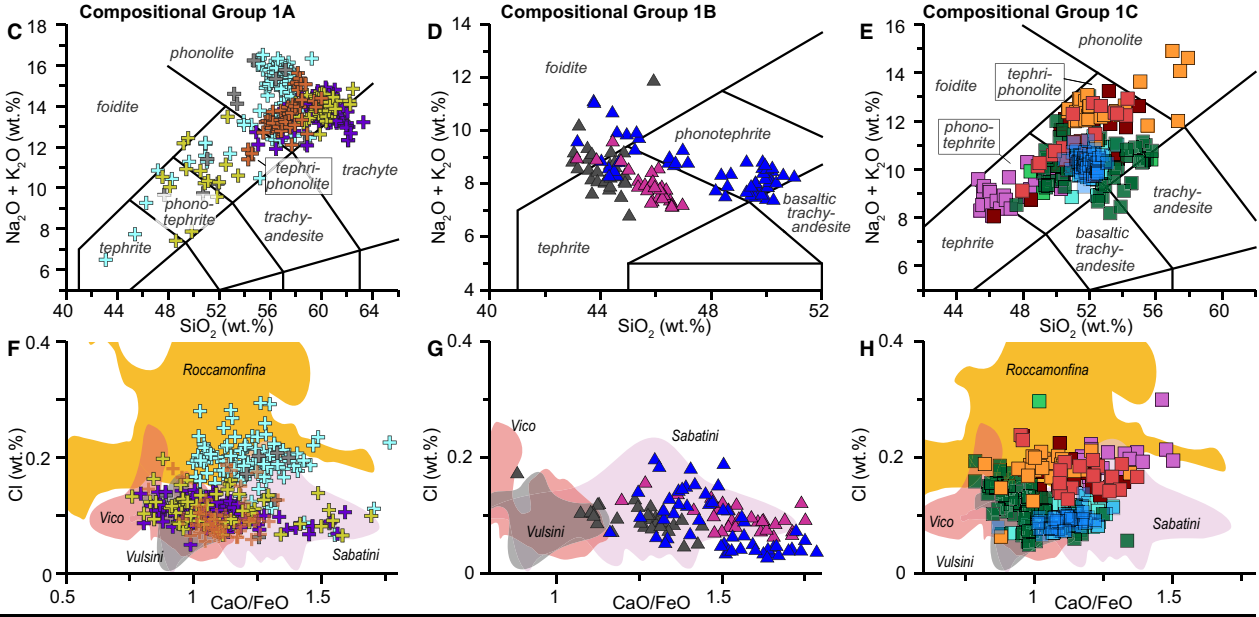 Compositional Group 1A
C
18
16
14
12
10
8
6
Na2O + K2O (wt.%)
phonolite
foidite
tephri-
phonolite
trachyte
phono-
tephrite
trachy-
andesite
tephrite
40 44 48 52 56 60 64
SiO2 (wt.%)
Compositional Group 1B
D
14
12
10
8
6
4
Na2O + K2O (wt.%)
foidite
phonotephrite
basaltic
trachy-
andesite
tephrite
40 44 48 52
SiO2 (wt.%)
Compositional Group 1C
E
16
14
12
10
8
6
Na2O + K2O (wt.%)
phonolite
tephri-
phonolite
foidite
phono-
tephrite
trachy-
andesite
tephrite
basaltic
trachy-
andesite
44 48 52 56 60
SiO2 (wt.%)
F
0.4
0.2
0
Cl (wt.%)
Roccamonfina
Vico
Vulsini
Sabatini
0.5 1 1.5
CaO/FeO
G
0.4
0.2
0
Cl (wt.%)
Vico
Sabatini
Vulsini
1 1.5
CaO/FeO
H
0.4
0.2
0
Cl (wt.%)
Roccamonfina
Vico
Sabatini
Vulsini
1 1.5
CaO/FeO